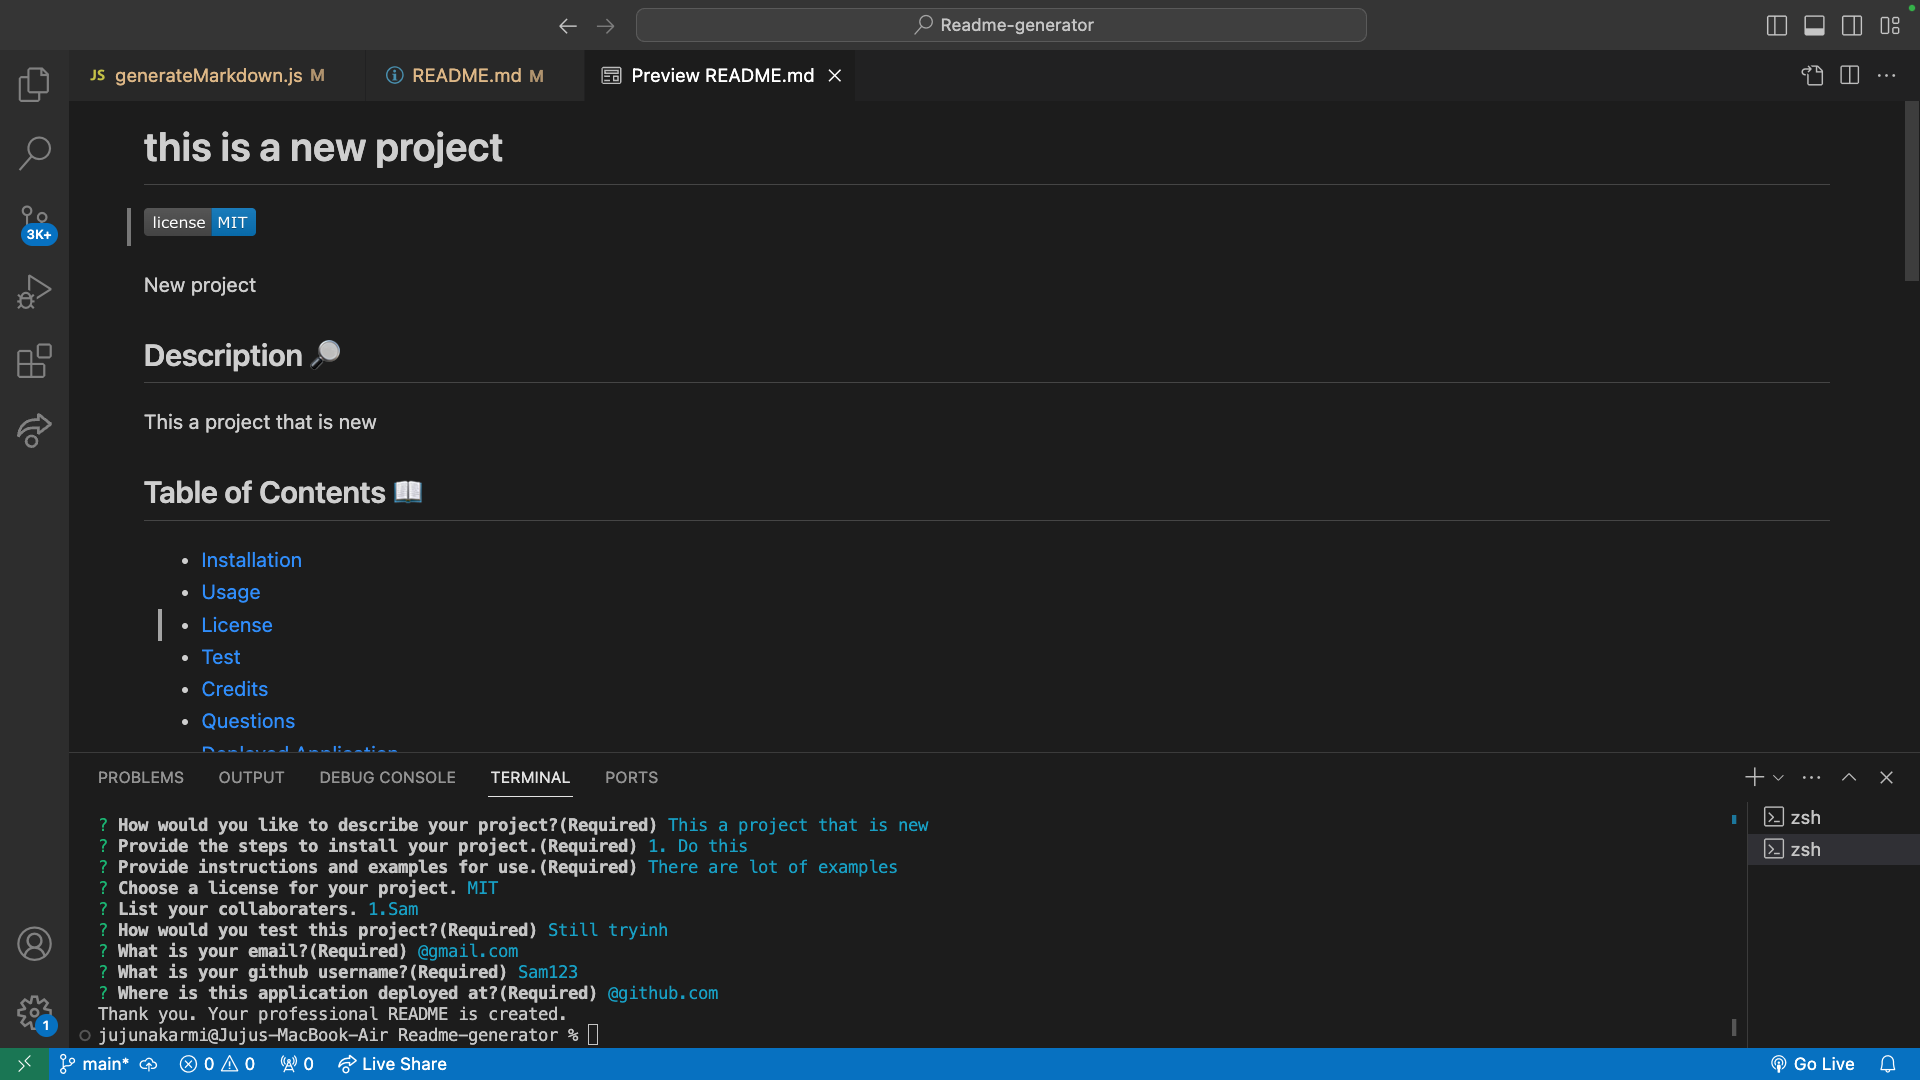 Readme-generator
JS generateMarkdown.js M
README.md M
Preview README.md
this is a new project
license MIT
3K+
New project
Description 🔎
This a project that is new
Table of Contents 📖
• Installation
• Usage
• License
• Test
• Credits
• Questions
Deployed Application
PROBLEMS OUTPUT DEBUG CONSOLE TERMINAL PORTS
? How would you like to describe your project?(Required) This a project that is new
? Provide the steps to install your project.(Required) 1. Do this
? Provide instructions and examples for use.(Required) There are lot of examples
? Choose a license for your project. MIT
? List your collaboraters. 1.Sam
? How would you test this project?(Required) Still tryinh
? What is your email?(Required) @gmail.com
? What is your github username?(Required) Sam123
? Where is this application deployed at?(Required) @github.com
Thank you. Your professional README is created.
jujunakarmi@Jujus-MacBook-Air Readme-generator %
zsh
zsh
1
main* 0 0 0 Live Share
Go Live